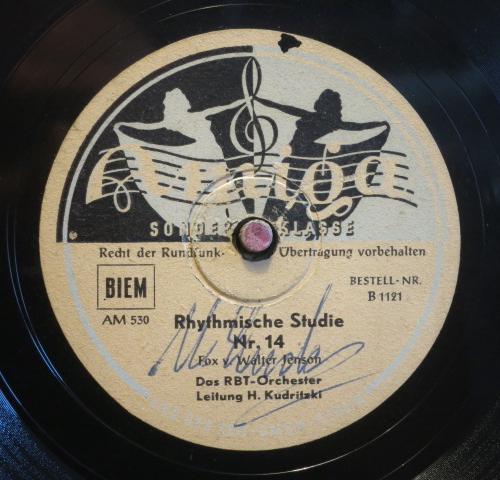 Amiga
SONDERKLASSE
Recht der Rundfunk- Übertragung vorbehalten
BIEM
BESTELL-NR.
B 1121
AM 530
Rhythmische Studie
Nr. 14
Fox v. Walter Jenson
Das RBT-Orchester
Leitung H. Kudritzki